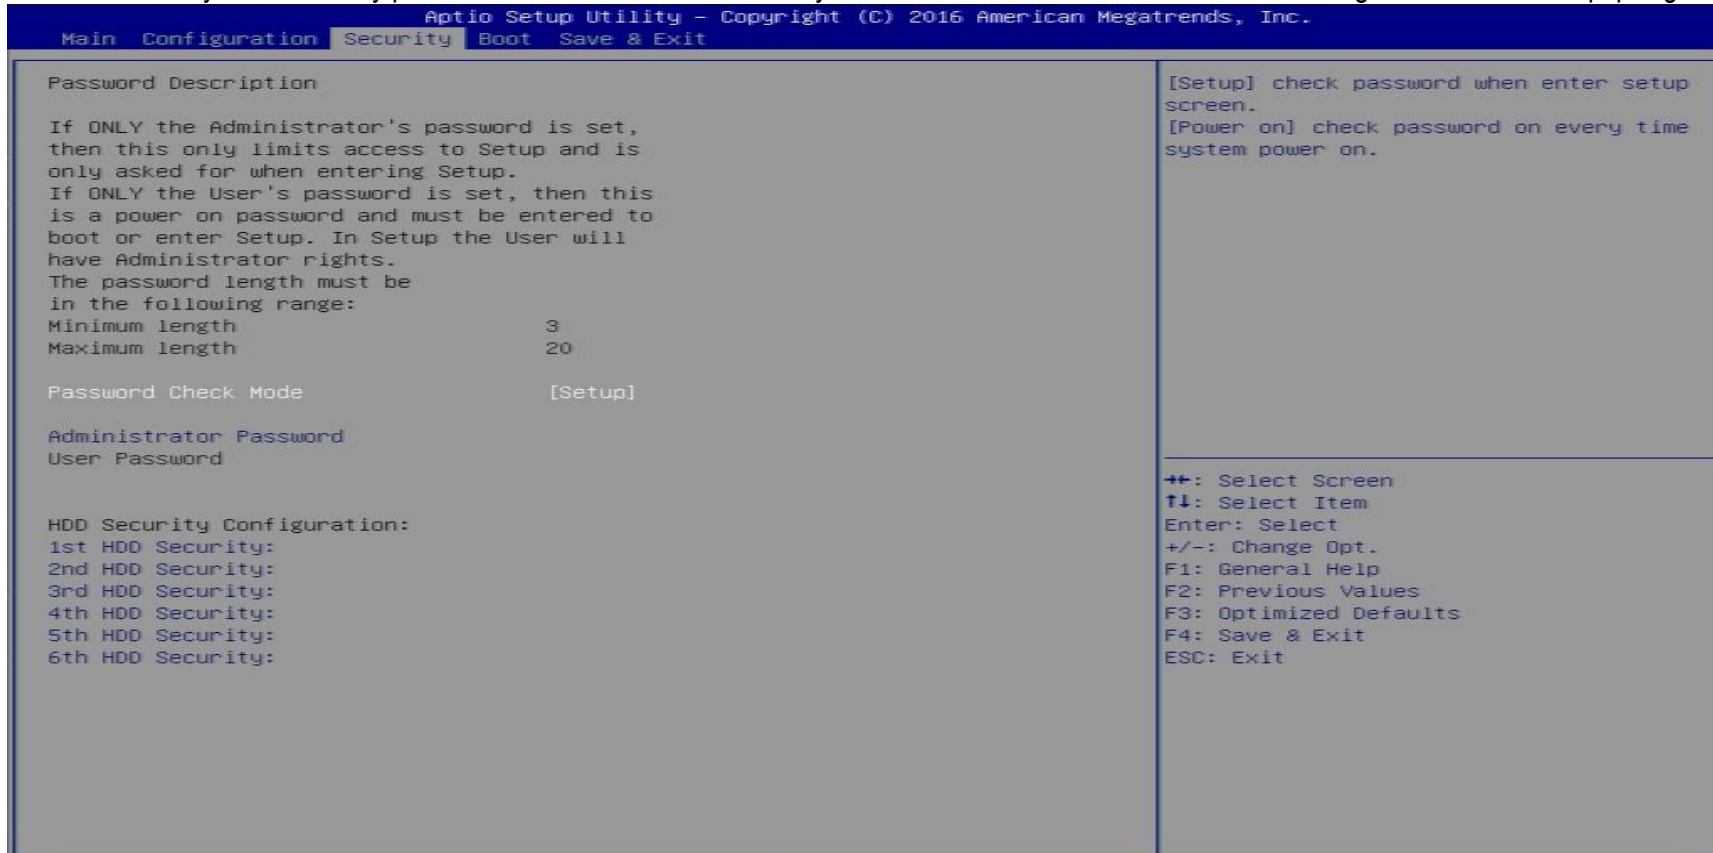 Aptio Setup Utility – Copyright (C) 2016 American Megatrends, Inc.
Main Configuration Security Boot Save & Exit
Password Description
If ONLY the Administrator's password is set,
then this only limits access to Setup and is
only asked for when entering Setup.
If ONLY the User's password is set, then this
is a power on password and must be entered to
boot or enter Setup. In Setup the User will
have Administrator rights.
The password length must be
in the following range:
Minimum length 3
Maximum length 20
Password Check Mode [Setup]
Administrator Password
User Password
HDD Security Configuration:
1st HDD Security:
2nd HDD Security:
3rd HDD Security:
4th HDD Security:
5th HDD Security:
6th HDD Security:
[Setup] check password when enter setup
screen.
[Power on] check password on every time
system power on.
→←: Select Screen
↑↓: Select Item
Enter: Select
+/-: Change Opt.
F1: General Help
F2: Previous Values
F3: Optimized Defaults
F4: Save & Exit
ESC: Exit